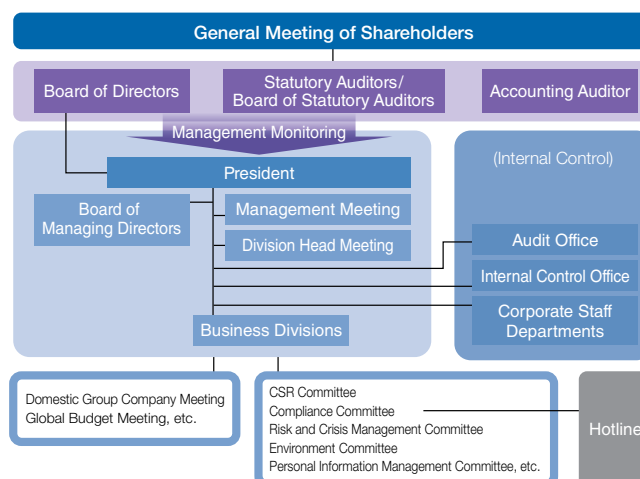 General Meeting of Shareholders
Board of Directors
Statutory Auditors/
Board of Statutory Auditors
Accounting Auditor
Management Monitoring
President
(Internal Control)
Board of
Managing Directors
Management Meeting
Division Head Meeting
Audit Office
Internal Control Office
Corporate Staff
Departments
Business Divisions
Domestic Group Company Meeting
Global Budget Meeting, etc.
CSR Committee
Compliance Committee
Risk and Crisis Management Committee
Environment Committee
Personal Information Management Committee, etc.
Hotline